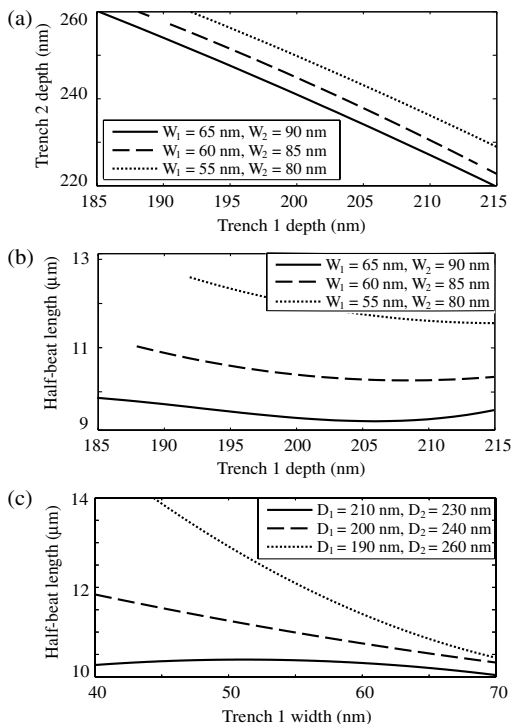 (a)
260
240
220
Trench 2 depth (nm)
W₁ = 65 nm, W₂ = 90 nm
W₁ = 60 nm, W₂ = 85 nm
W₁ = 55 nm, W₂ = 80 nm
185 190 195 200 205 210 215
Trench 1 depth (nm)
(b)
13
11
9
Half-beat length (μm)
W₁ = 65 nm, W₂ = 90 nm
W₁ = 60 nm, W₂ = 85 nm
W₁ = 55 nm, W₂ = 80 nm
185 190 195 200 205 210 215
Trench 1 depth (nm)
(c)
14
12
10
Half-beat length (μm)
D₁ = 210 nm, D₂ = 230 nm
D₁ = 200 nm, D₂ = 240 nm
D₁ = 190 nm, D₂ = 260 nm
40 50 60 70
Trench 1 width (nm)